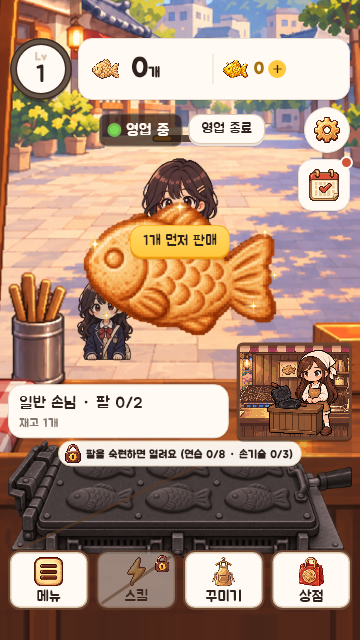 Lv
1
0개
0 +
영업 중
영업 종료
1개 먼저 판매
일반 손님 · 팥 0/2
재고 1개
팥을 숙련하면 열려요 (연습 0/8 · 손기술 0/3)
메뉴
스킬
꾸미기
상점